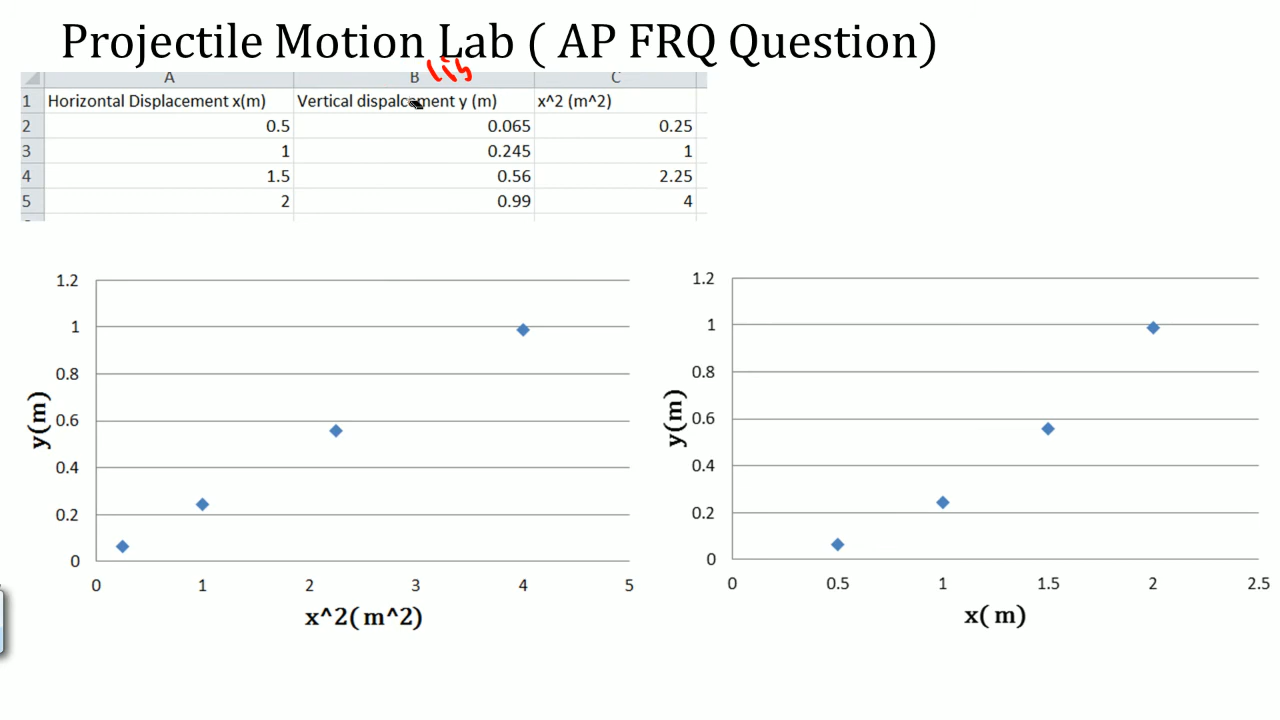 Projectile Motion Lab ( AP FRQ Question)
A B C
1 Horizontal Displacement x(m) Vertical dispalcement y (m) x^2 (m^2)
2 0.5 0.065 0.25
3 1 0.245 1
4 1.5 0.56 2.25
5 2 0.99 4
1.2
1
0.8
0.6
0.4
0.2
0
y(m)
0 1 2 3 4 5
x^2( m^2)
1.2
1
0.8
0.6
0.4
0.2
0
y(m)
0 0.5 1 1.5 2 2.5
x( m)